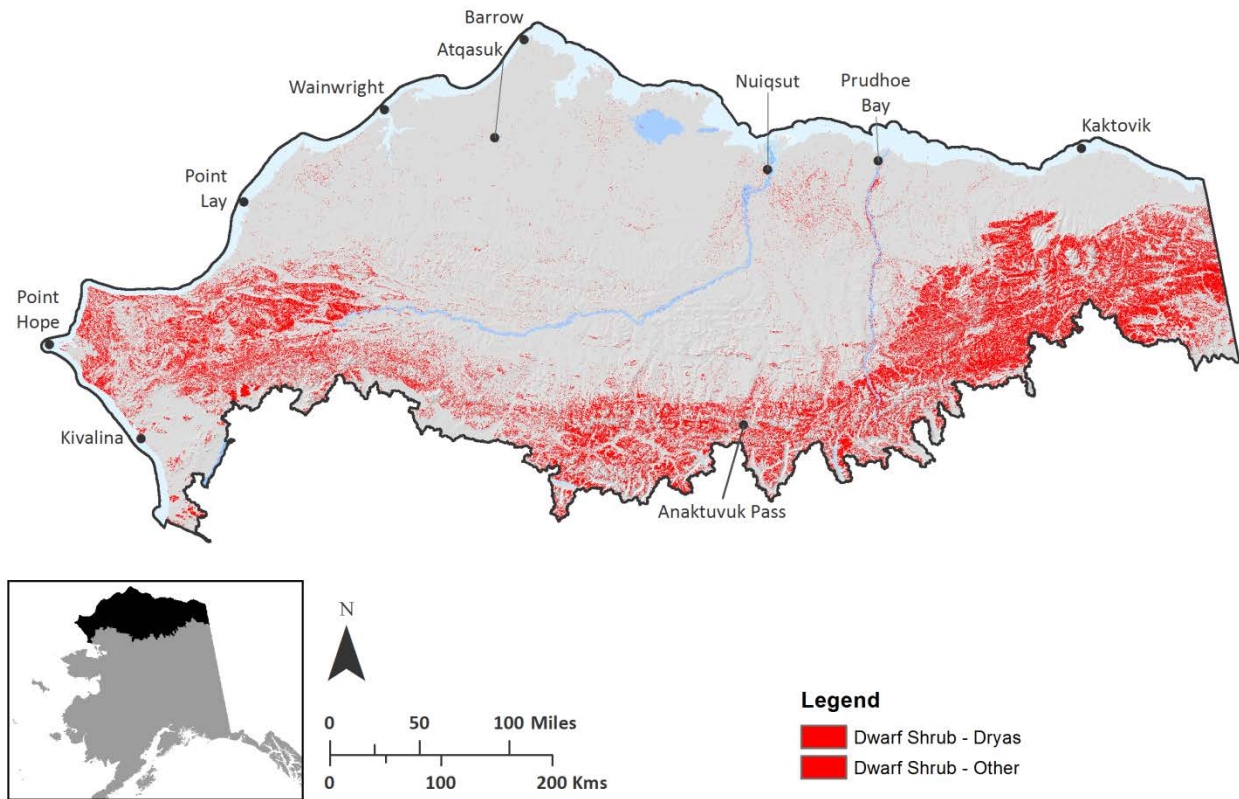 Barrow
Atqasuk
Wainwright
Nuiqsut
Prudhoe
Bay
Kaktovik
Point
Lay
Point
Hope
Kivalina
Anaktuvuk Pass
N
0 50 100 Miles
0 100 200 Kms
Legend
Dwarf Shrub - Dryas
Dwarf Shrub - Other